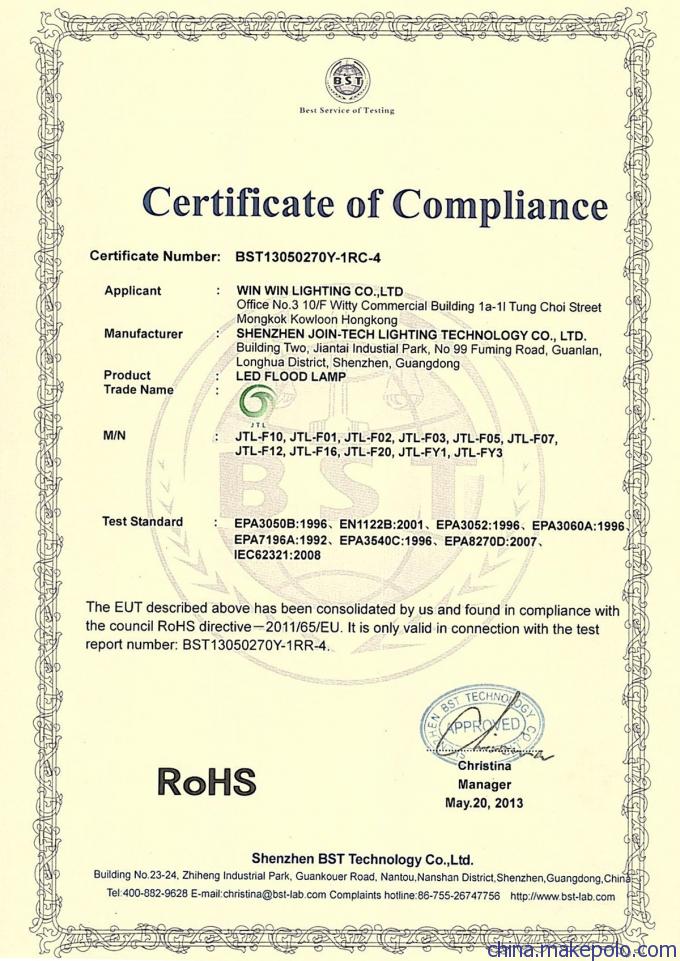 BST
Best Service of Testing
Certificate of Compliance
Certificate Number: BST13050270Y-1RC-4
Applicant : WIN WIN LIGHTING CO.,LTD
Office No.3 10/F Witty Commercial Building 1a-1l Tung Choi Street
Mongkok Kowloon Hongkong
Manufacturer : SHENZHEN JOIN-TECH LIGHTING TECHNOLOGY CO., LTD.
Building Two, Jiantai Industial Park, No 99 Fuming Road, Guanlan,
Longhua District, Shenzhen, Guangdong
Product : LED FLOOD LAMP
Trade Name :
JTL
M/N : JTL-F10, JTL-F01, JTL-F02, JTL-F03, JTL-F05, JTL-F07,
JTL-F12, JTL-F16, JTL-F20, JTL-FY1, JTL-FY3
BST
Test Standard : EPA3050B:1996、EN1122B:2001、EPA3052:1996、EPA3060A:1996、
EPA7196A:1992、EPA3540C:1996、EPA8270D:2007、
IEC62321:2008
The EUT described above has been consolidated by us and found in compliance with
the council RoHS directive—2011/65/EU. It is only valid in connection with the test
report number: BST13050270Y-1RR-4.
BST TECHNOLOGY CO
APPROVED
Christina
RoHS
Manager
May.20, 2013
Shenzhen BST Technology Co.,Ltd.
Building No.23-24, Zhiheng Industrial Park, Guankouer Road, Nantou,Nanshan District,Shenzhen,Guangdong,China
Tel:400-882-9628 E-mail:christina@bst-lab.com Complaints hotline:86-755-26747756 http://www.bst-lab.com
china.makepolo.com